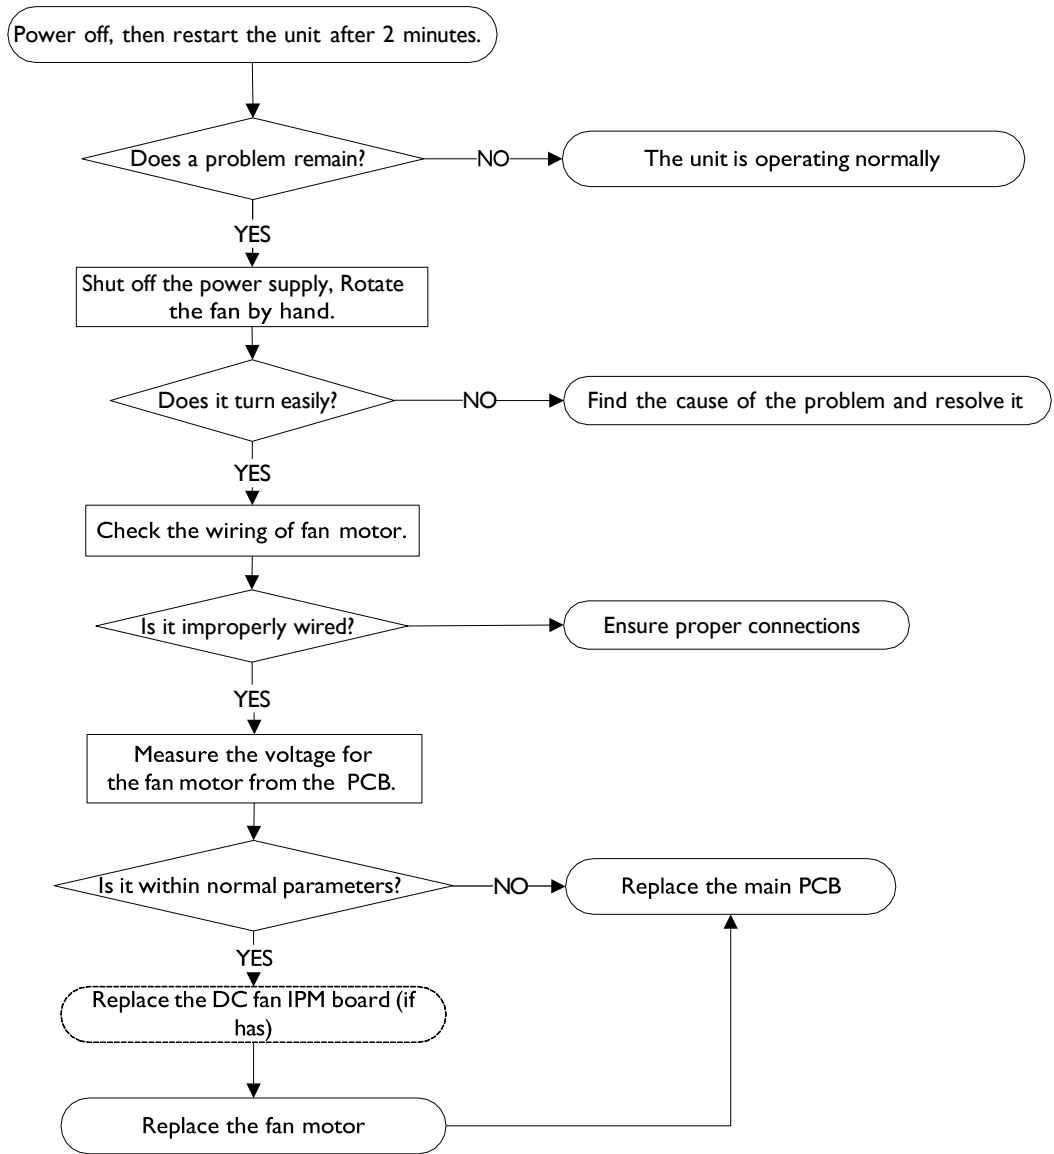 Power off, then restart the unit after 2 minutes.
Does a problem remain?
NO
The unit is operating normally
YES
Shut off the power supply, Rotate
the fan by hand.
Does it turn easily?
NO
Find the cause of the problem and resolve it
YES
Check the wiring of fan motor.
Is it improperly wired?
Ensure proper connections
YES
Measure the voltage for
the fan motor from the PCB.
Is it within normal parameters?
NO
Replace the main PCB
YES
Replace the DC fan IPM board (if
has)
Replace the fan motor